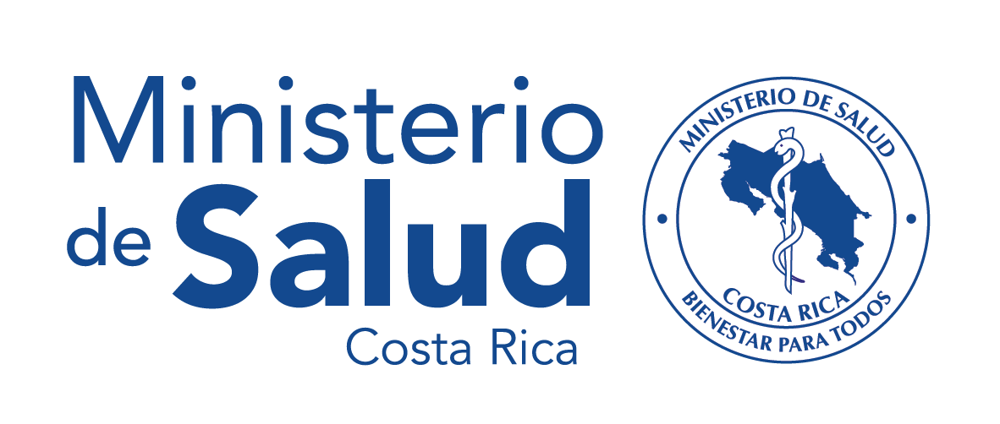 Ministerio
de Salud
Costa Rica
MINISTERIO DE SALUD
COSTA RICA
BIENESTAR PARA TODOS